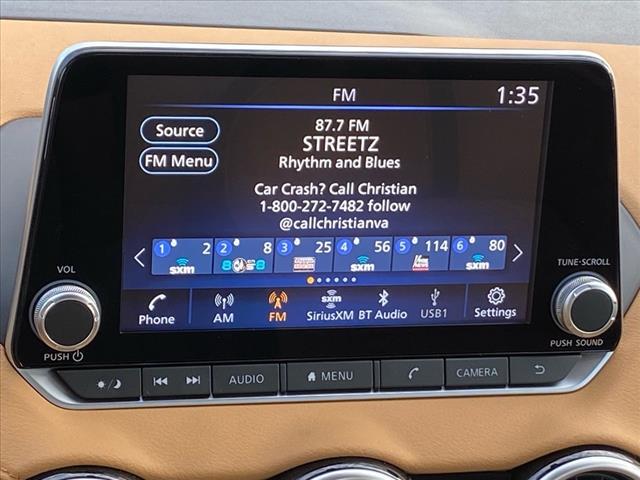 FM
1:35
Source
FM Menu
87.7 FM
STREETZ
Rhythm and Blues
Car Crash? Call Christian
1-800-272-7482 follow
@callchristianva
1 2
2 8
3 25
4 56
5 114
6 80
sxm
8 8
sxm
sxm
Phone
AM
FM
sxm
SiriusXM
BT Audio
USB1
Settings
VOL
PUSH
TUNE·SCROLL
PUSH SOUND
AUDIO
MENU
CAMERA